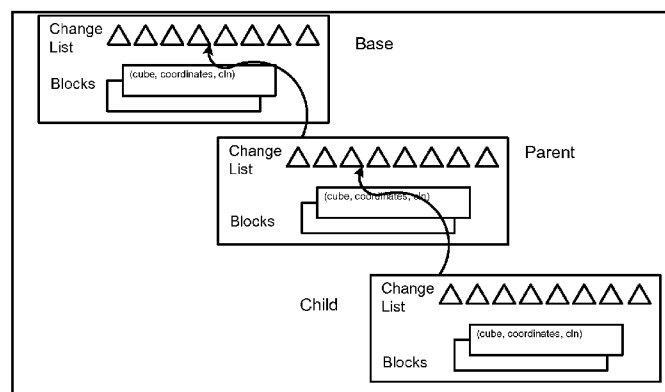 Change
List
Base
(cube, coordinates, cln)
Blocks
Change
List
Parent
(cube, coordinates, cln)
Blocks
Child
Change
List
(cube, coordinates, cln)
Blocks